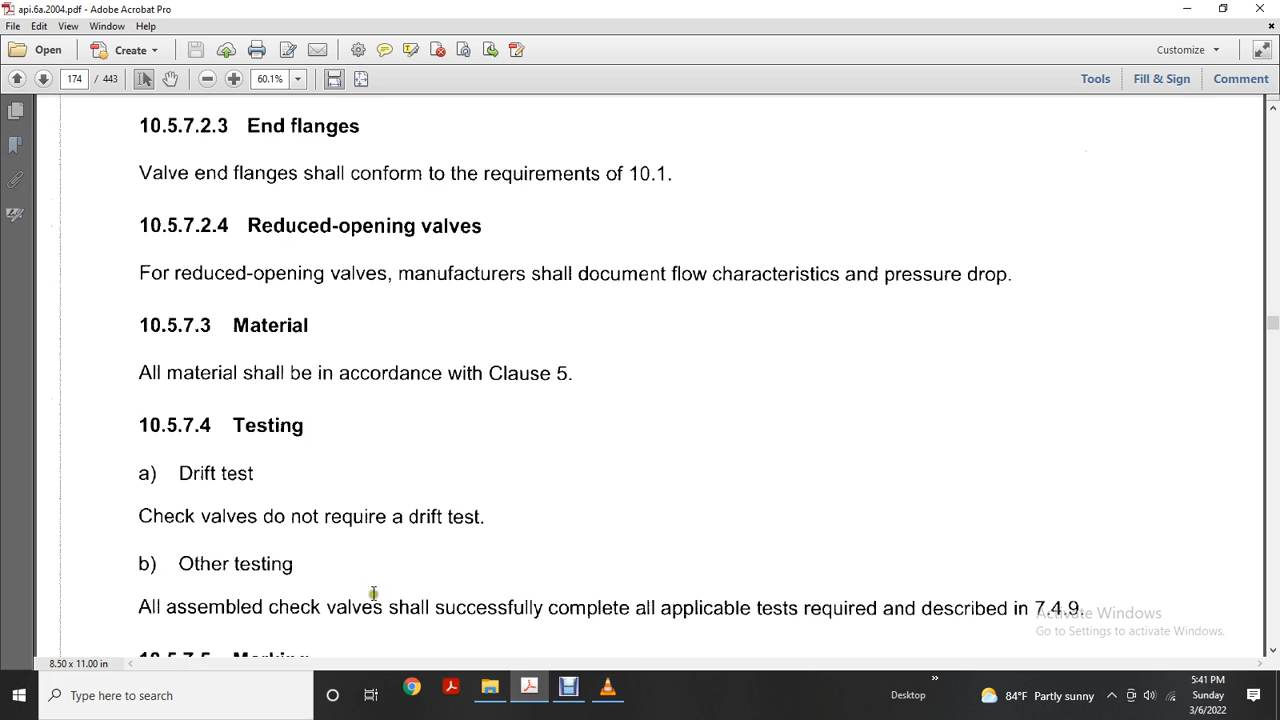 api.6a.2004.pdf - Adobe Acrobat Pro
File Edit View Window Help
Open Create Customize
174 / 443 60.1% Tools Fill & Sign Comment
10.5.7.2.3 End flanges
Valve end flanges shall conform to the requirements of 10.1.
10.5.7.2.4 Reduced-opening valves
For reduced-opening valves, manufacturers shall document flow characteristics and pressure drop.
10.5.7.3 Material
All material shall be in accordance with Clause 5.
10.5.7.4 Testing
a) Drift test
Check valves do not require a drift test.
b) Other testing
All assembled check valves shall successfully complete all applicable tests required and described in 7.4.9.
Activate Windows
Go to Settings to activate Windows.
10.5.7.5 Marking
8.50 x 11.00 in
Type here to search
Desktop
84°F Partly sunny
5:41 PM
Sunday
3/6/2022